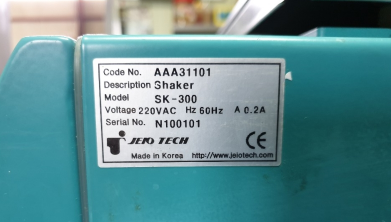 Code No. AAA31101
Description Shaker
Model SK-300
Voltage 220VAC Hz 60Hz A 0.2A
Serial No. N100101
JEIO TECH
Made in Korea http://www.jeiotech.com/
CE